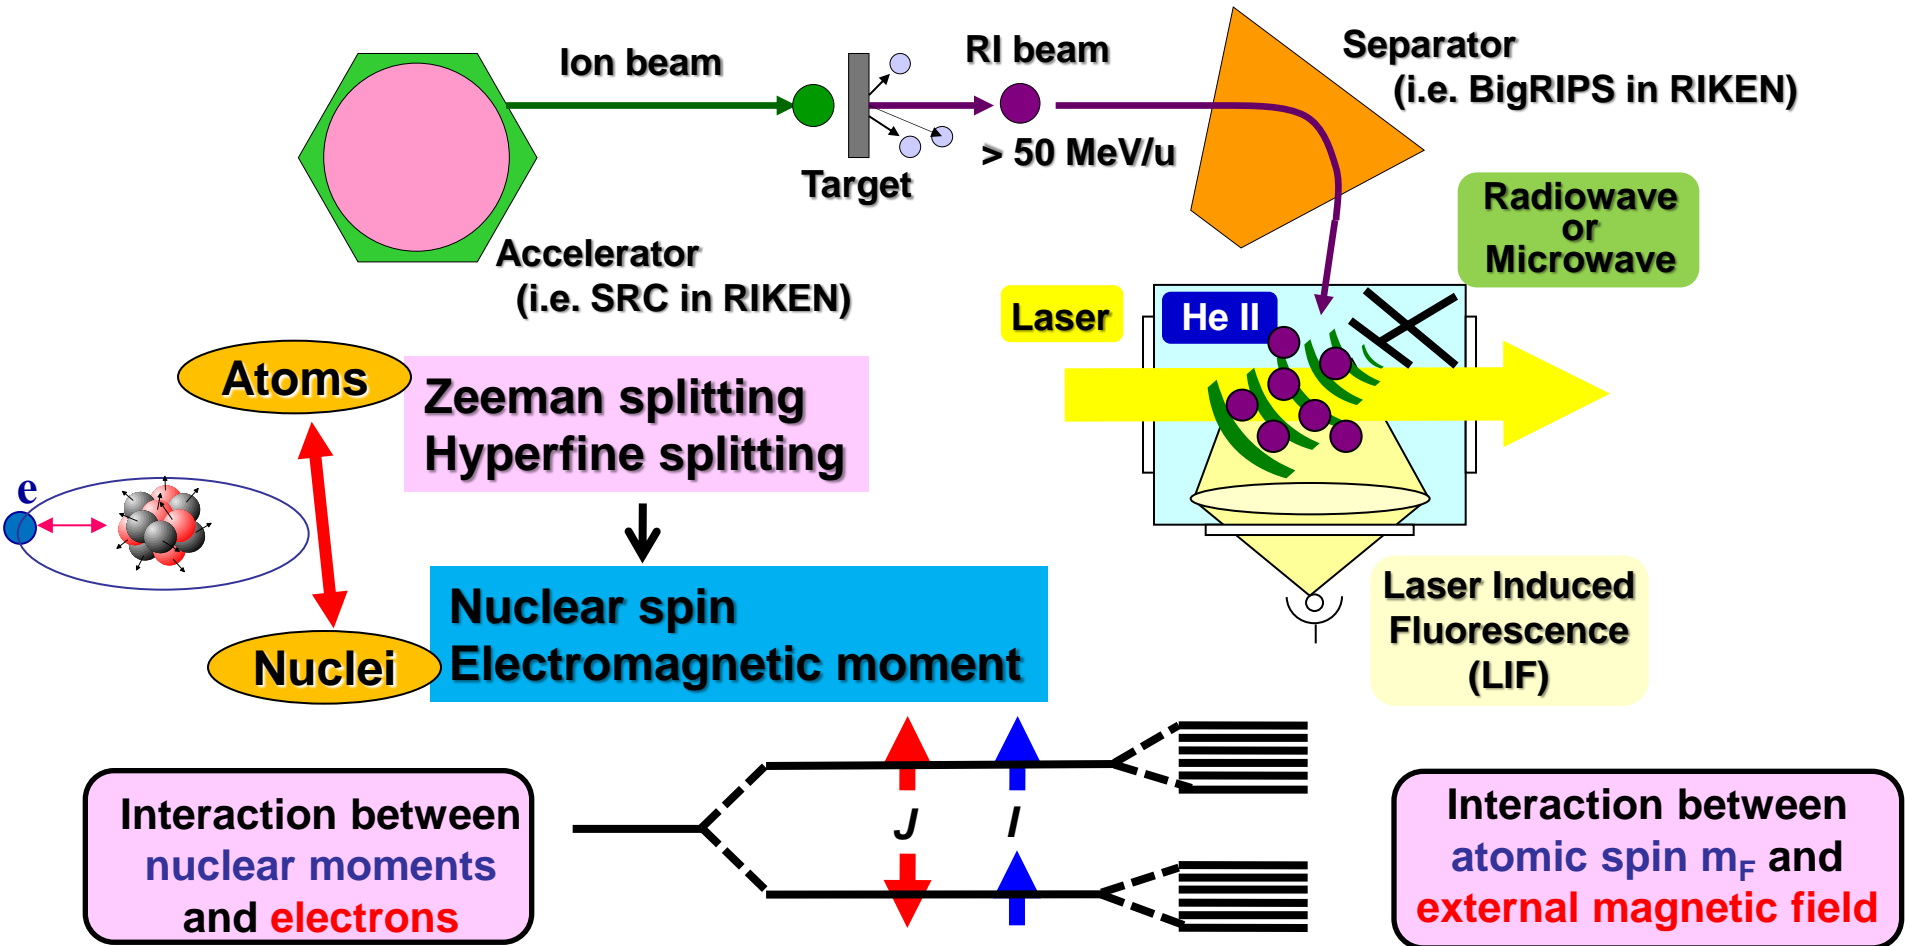 Ion beam
RI beam
Separator
(i.e. BigRIPS in RIKEN)
> 50 MeV/u
Target
Accelerator
(i.e. SRC in RIKEN)
Radiowave
or
Microwave
Laser
He II
Atoms
Zeeman splitting
Hyperfine splitting
e
Nuclear spin
Electromagnetic moment
Nuclei
Laser Induced
Fluorescence
(LIF)
Interaction between
nuclear moments
and electrons
J
I
Interaction between
atomic spin m_F and
external magnetic field